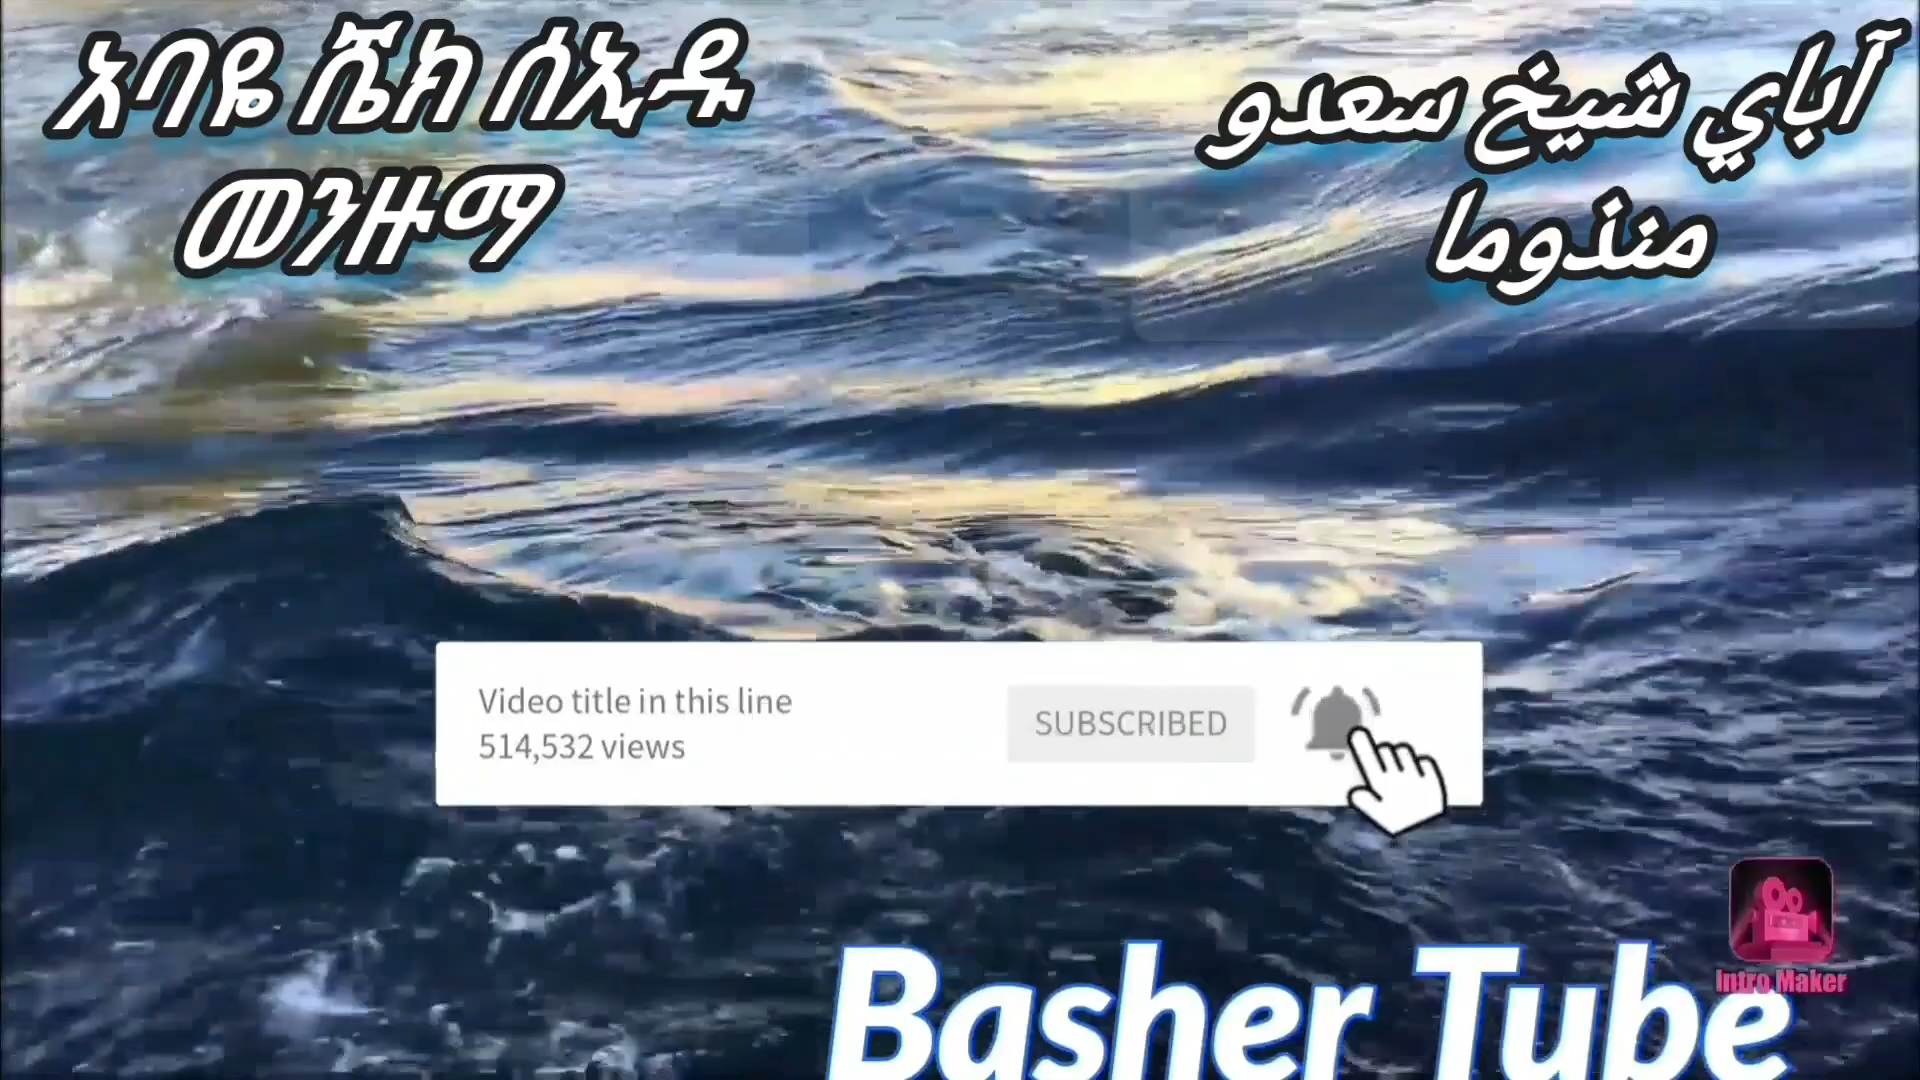 አባዬ ሼክ ሰኢዱ
መንዙማ
آباي شيخ سعدو
منذوما
Video title in this line
514,532 views
SUBSCRIBED
Intro Maker
Basher Tube